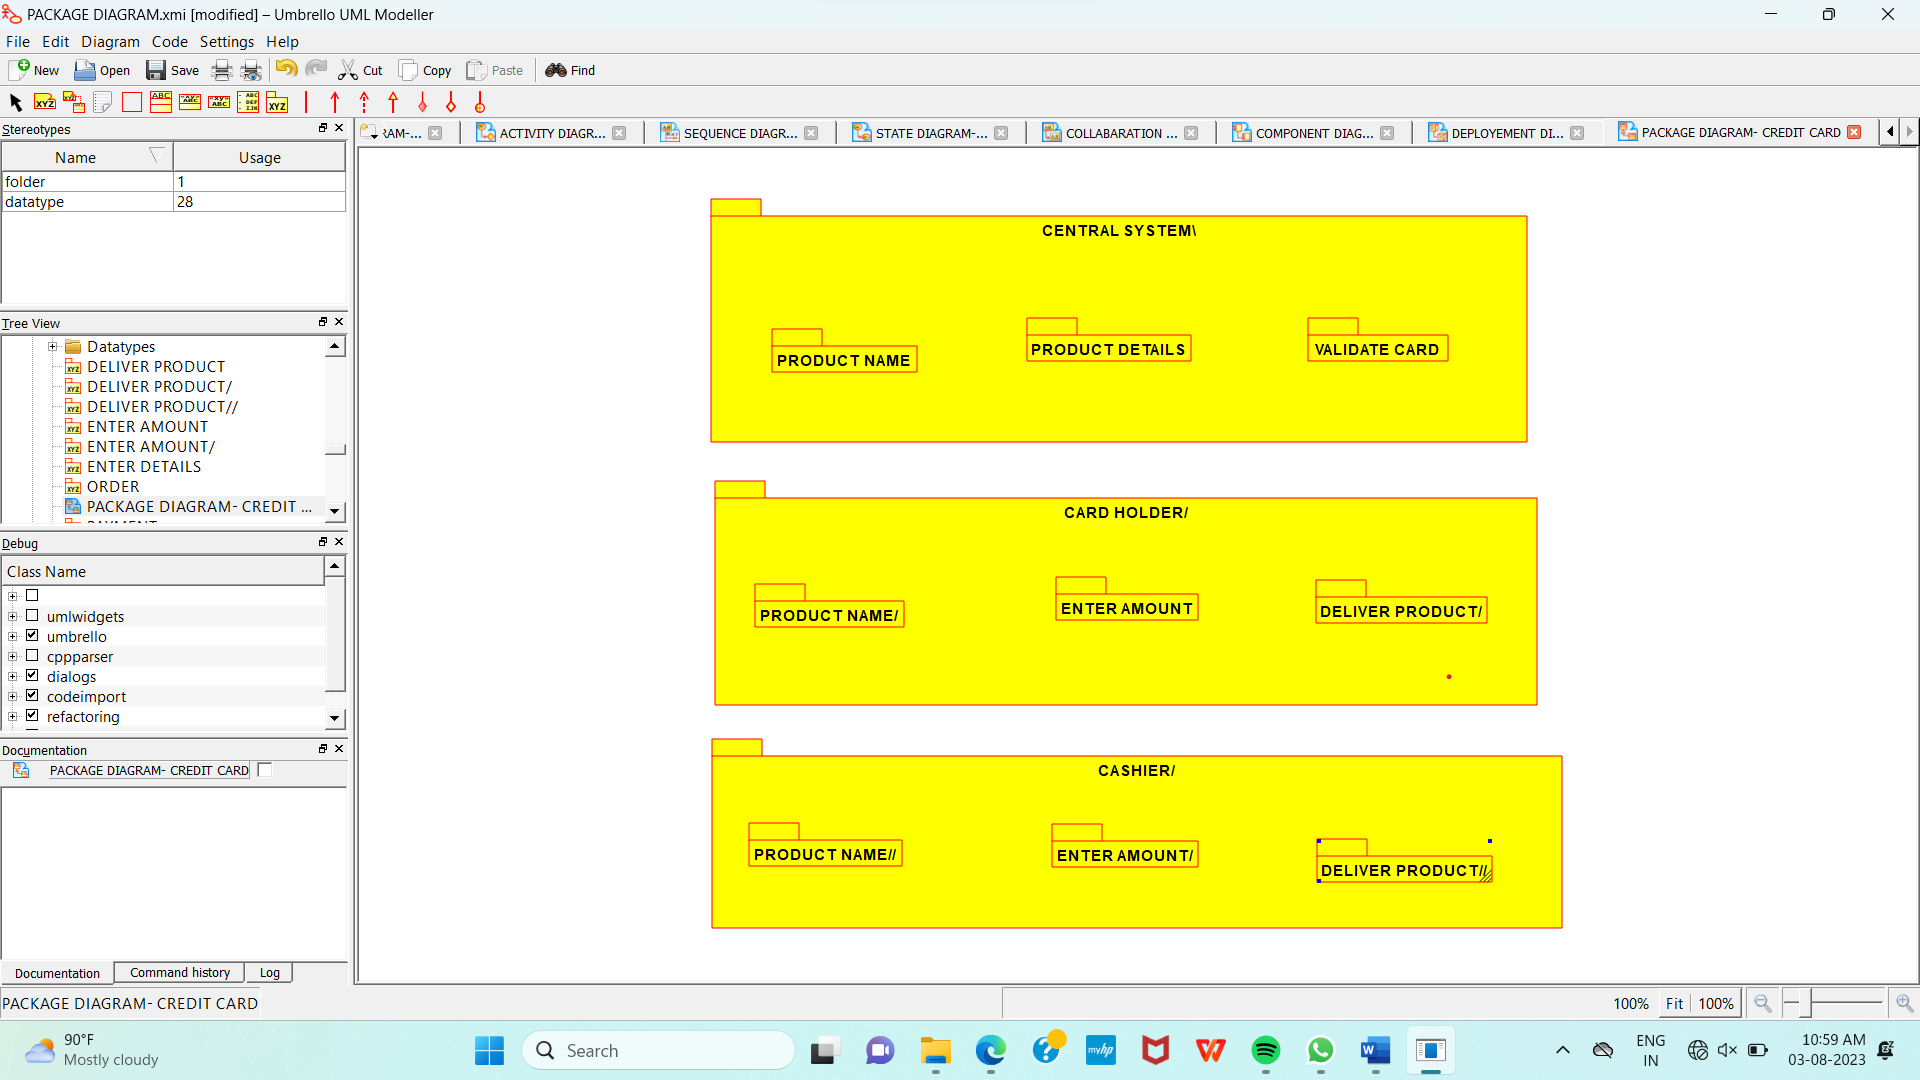 PACKAGE DIAGRAM.xmi [modified] – Umbrello UML Modeller
File Edit Diagram Code Settings Help
New Open Save Cut Copy Paste Find
Stereotypes
Name Usage
folder 1
datatype 28
Tree View
Datatypes
DELIVER PRODUCT
DELIVER PRODUCT/
DELIVER PRODUCT//
ENTER AMOUNT
ENTER AMOUNT/
ENTER DETAILS
ORDER
PACKAGE DIAGRAM- CREDIT ...
Debug
Class Name
umlwidgets
umbrello
cppparser
dialogs
codeimport
refactoring
Documentation
PACKAGE DIAGRAM- CREDIT CARD
Documentation Command history Log
PACKAGE DIAGRAM- CREDIT CARD
RAM-... ACTIVITY DIAGR... SEQUENCE DIAGR... STATE DIAGRAM-... COLLABARATION ... COMPONENT DIAG... DEPLOYEMENT DI... PACKAGE DIAGRAM- CREDIT CARD
CENTRAL SYSTEM\
PRODUCT NAME
PRODUCT DETAILS
VALIDATE CARD
CARD HOLDER/
PRODUCT NAME/
ENTER AMOUNT
DELIVER PRODUCT/
CASHIER/
PRODUCT NAME//
ENTER AMOUNT/
DELIVER PRODUCT//
100% Fit 100%
90°F
Mostly cloudy
Search
ENG
IN
10:59 AM
03-08-2023